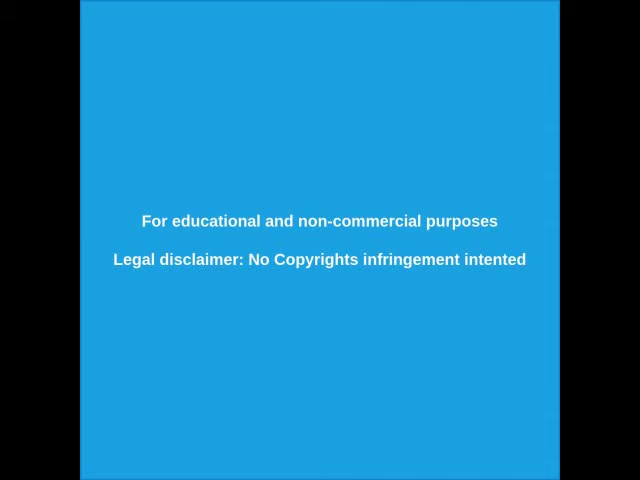 For educational and non-commercial purposes
Legal disclaimer: No Copyrights infringement intented